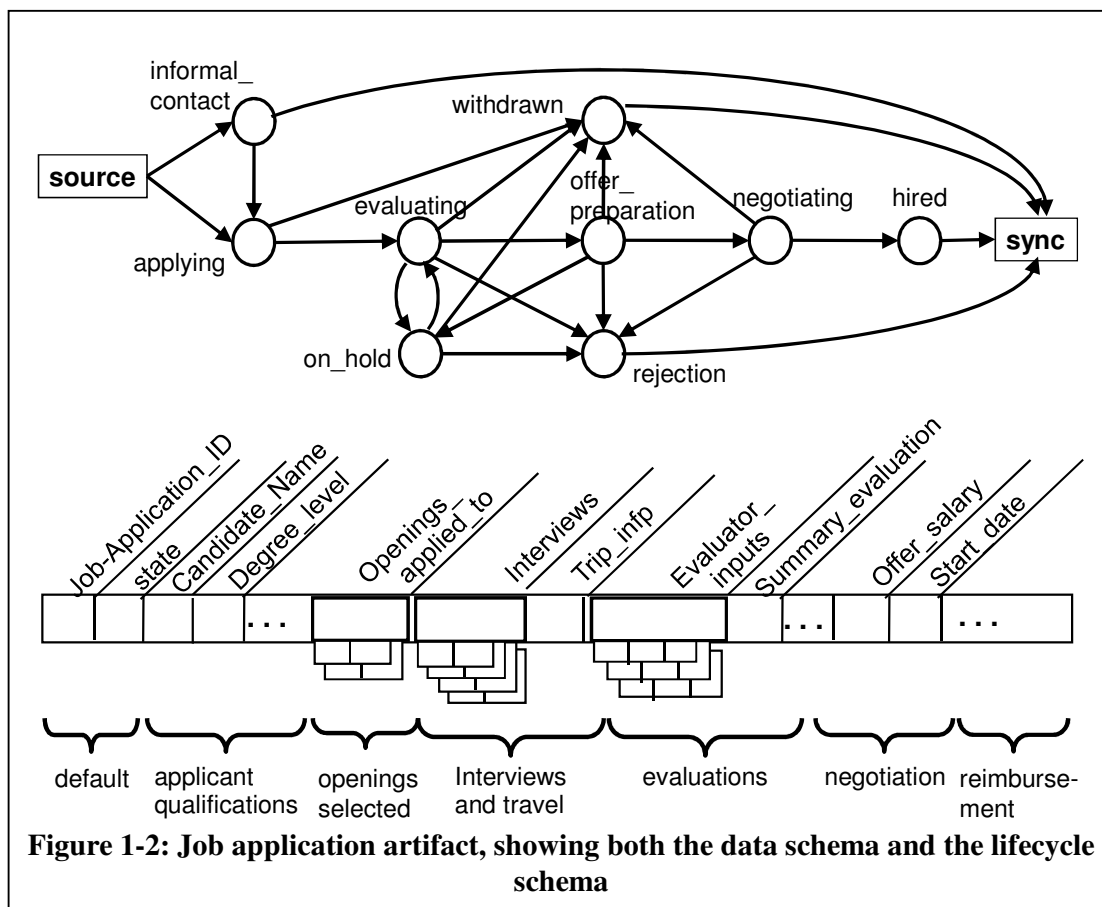 informal_
contact
withdrawn
source
offer_
preparation
evaluating
negotiating
hired
applying
sync
on_hold
rejection
Job-Application_ID
state
Candidate_Name
Degree_level
Openings_
applied_to
Interviews
Trip_infp
Evaluator_
inputs
Summary_evaluation
Offer_salary
Start_date
. . .
. . .
. . .
default
applicant
qualifications
openings
selected
Interviews
and travel
evaluations
negotiation
reimburse-
ment
Figure 1-2: Job application artifact, showing both the data schema and the lifecycle
schema